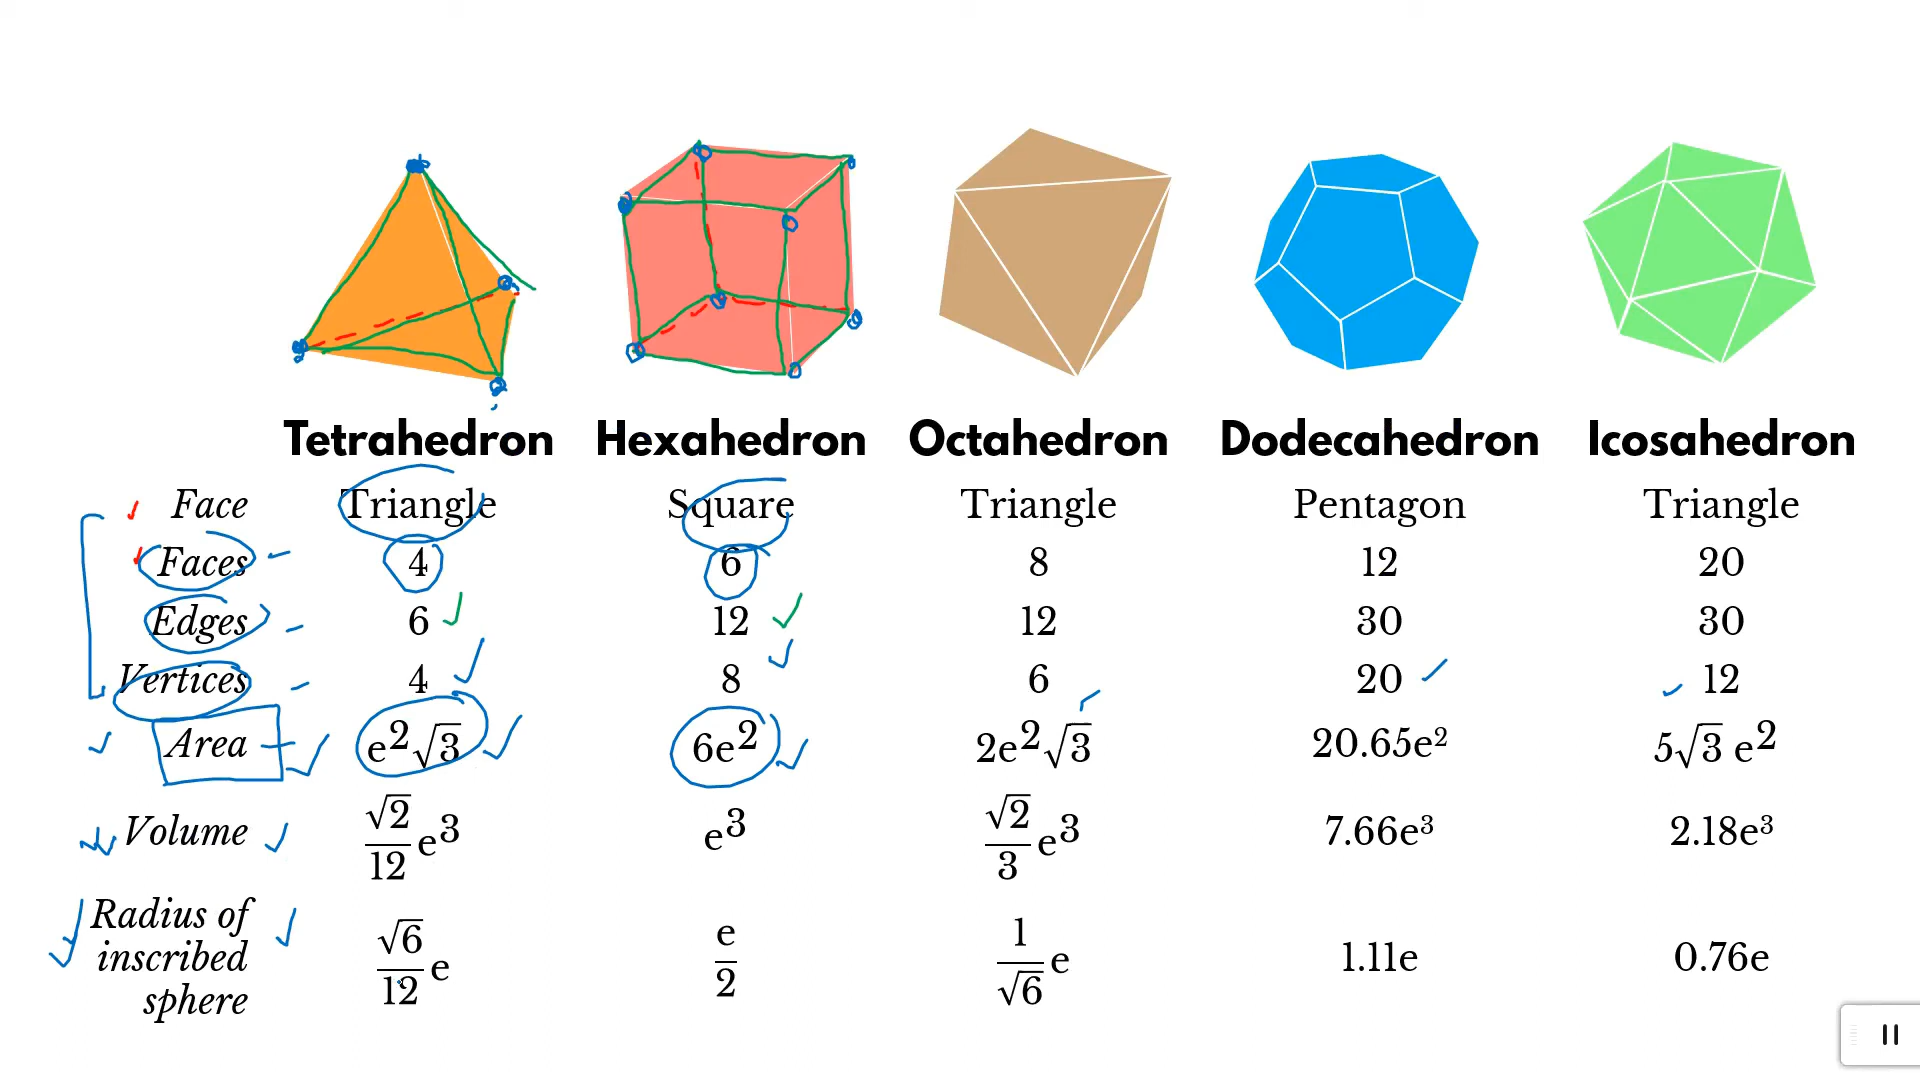 Tetrahedron Hexahedron Octahedron Dodecahedron Icosahedron
Face Triangle Square Triangle Pentagon Triangle
Faces 4 6 8 12 20
Edges 6 12 12 30 30
Vertices 4 8 6 20 12
Area e²√3 6e² 2e²√3 20.65e² 5√3 e²
Volume √2/12 e³ e³ √2/3 e³ 7.66e³ 2.18e³
Radius of
inscribed √6/12 e e/2 1/√6 e 1.11e 0.76e
sphere